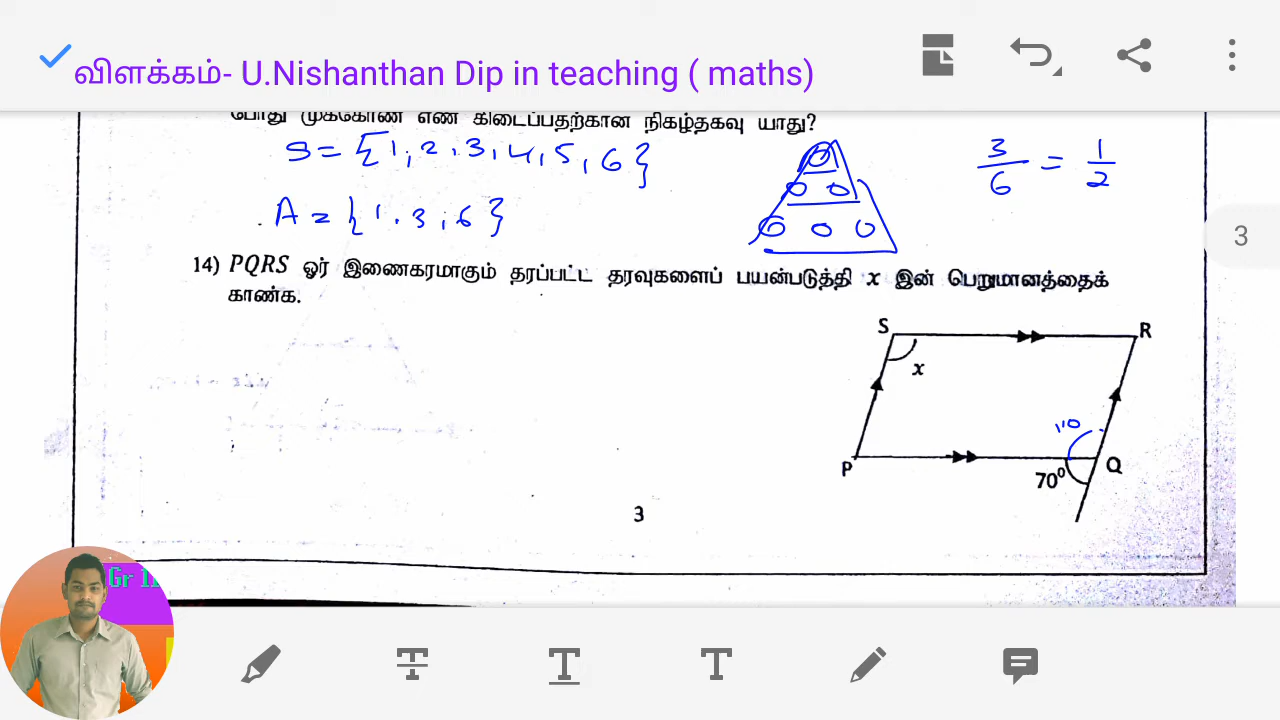 விளக்கம்- U.Nishanthan Dip in teaching ( maths)
போது முக்கோண எண் கிடைப்பதற்கான நிகழ்தகவு யாது?
S = {1, 2, 3, 4, 5, 6}
3/6 = 1/2
A = {1, 3, 6}
3
14) PQRS ஓர் இணைகரமாகும் தரப்பட்ட தரவுகளைப் பயன்படுத்தி x இன் பெறுமானத்தைக்
காண்க.
S
R
x
110
P
Q
70⁰
3
Gr 11